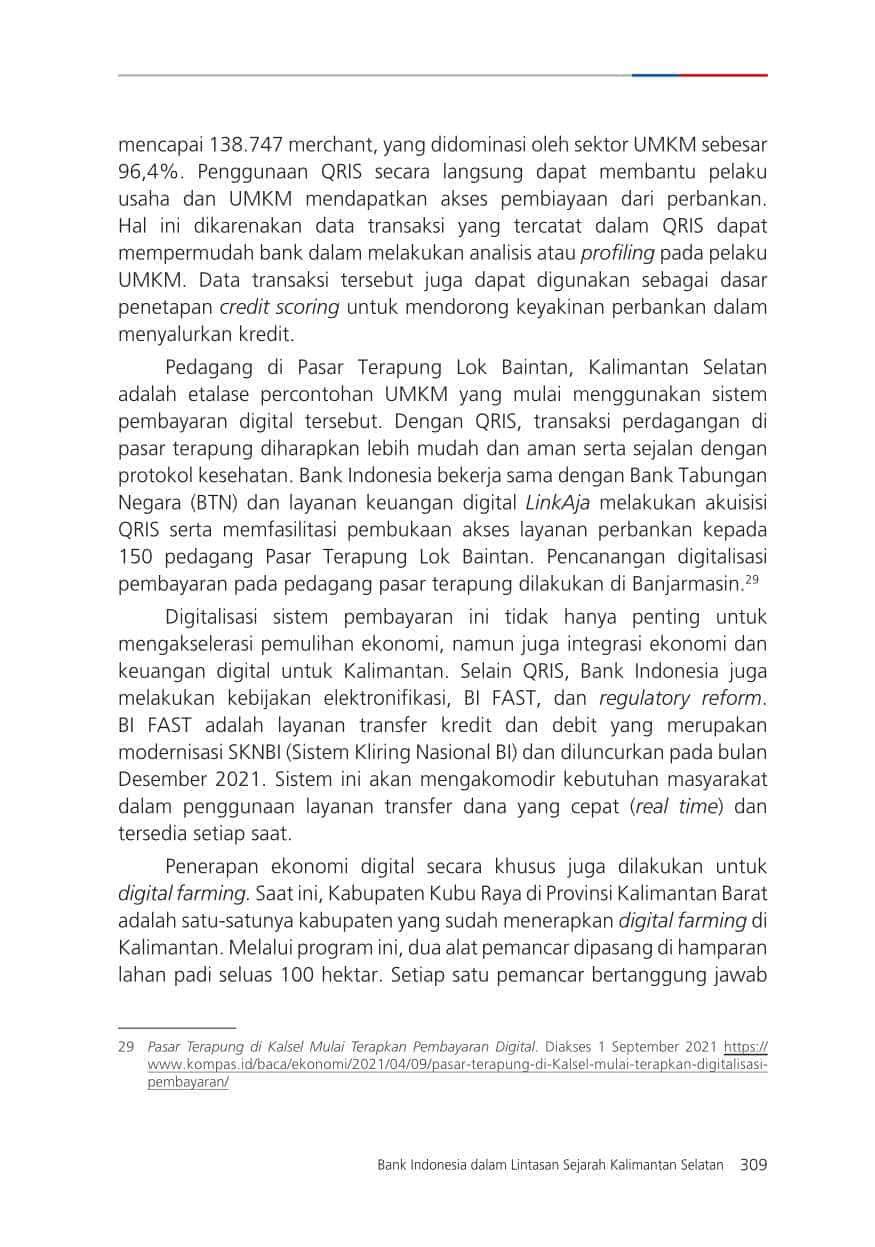 mencapai 138.747 merchant, yang didominasi oleh sektor UMKM sebesar
96,4%. Penggunaan QRIS secara langsung dapat membantu pelaku
usaha dan UMKM mendapatkan akses pembiayaan dari perbankan.
Hal ini dikarenakan data transaksi yang tercatat dalam QRIS dapat
mempermudah bank dalam melakukan analisis atau profiling pada pelaku
UMKM. Data transaksi tersebut juga dapat digunakan sebagai dasar
penetapan credit scoring untuk mendorong keyakinan perbankan dalam
menyalurkan kredit.
Pedagang di Pasar Terapung Lok Baintan, Kalimantan Selatan
adalah etalase percontohan UMKM yang mulai menggunakan sistem
pembayaran digital tersebut. Dengan QRIS, transaksi perdagangan di
pasar terapung diharapkan lebih mudah dan aman serta sejalan dengan
protokol kesehatan. Bank Indonesia bekerja sama dengan Bank Tabungan
Negara (BTN) dan layanan keuangan digital LinkAja melakukan akuisisi
QRIS serta memfasilitasi pembukaan akses layanan perbankan kepada
150 pedagang Pasar Terapung Lok Baintan. Pencanangan digitalisasi
pembayaran pada pedagang pasar terapung dilakukan di Banjarmasin.29
Digitalisasi sistem pembayaran ini tidak hanya penting untuk
mengakselerasi pemulihan ekonomi, namun juga integrasi ekonomi dan
keuangan digital untuk Kalimantan. Selain QRIS, Bank Indonesia juga
melakukan kebijakan elektronifikasi, BI FAST, dan regulatory reform.
BI FAST adalah layanan transfer kredit dan debit yang merupakan
modernisasi SKNBI (Sistem Kliring Nasional BI) dan diluncurkan pada bulan
Desember 2021. Sistem ini akan mengakomodir kebutuhan masyarakat
dalam penggunaan layanan transfer dana yang cepat (real time) dan
tersedia setiap saat.
Penerapan ekonomi digital secara khusus juga dilakukan untuk
digital farming. Saat ini, Kabupaten Kubu Raya di Provinsi Kalimantan Barat
adalah satu-satunya kabupaten yang sudah menerapkan digital farming di
Kalimantan. Melalui program ini, dua alat pemancar dipasang di hamparan
lahan padi seluas 100 hektar. Setiap satu pemancar bertanggung jawab
29 Pasar Terapung di Kalsel Mulai Terapkan Pembayaran Digital. Diakses 1 September 2021 https://
www.kompas.id/baca/ekonomi/2021/04/09/pasar-terapung-di-Kalsel-mulai-terapkan-digitalisasi-
pembayaran/
Bank Indonesia dalam Lintasan Sejarah Kalimantan Selatan 309